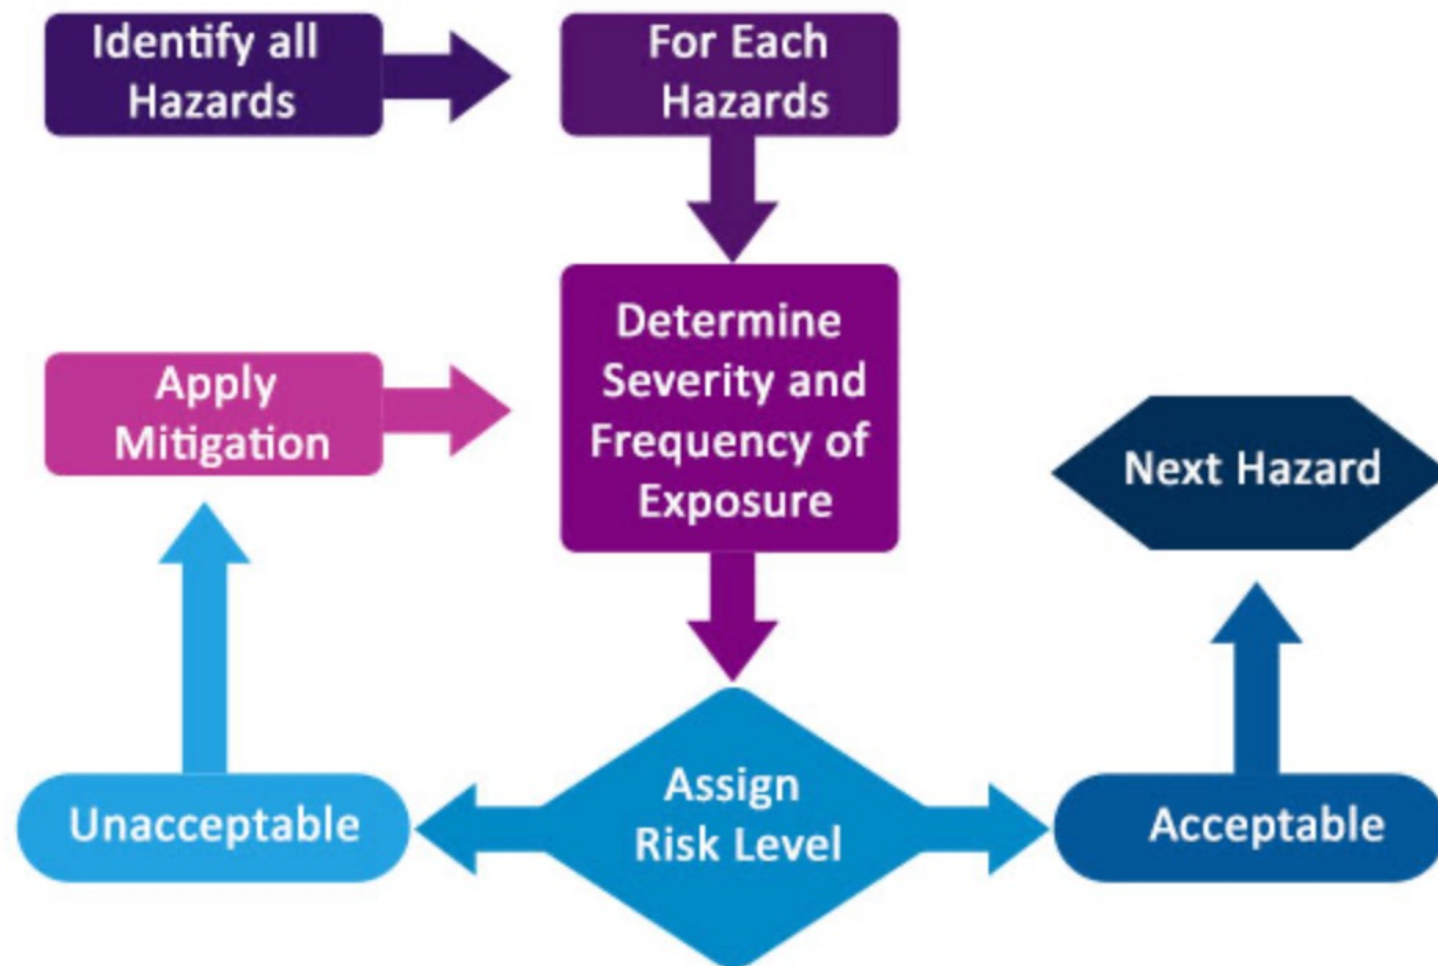 Identify all
Hazards
For Each
Hazards
Determine
Severity and
Frequency of
Exposure
Apply
Mitigation
Next Hazard
Assign
Risk Level
Unacceptable
Acceptable